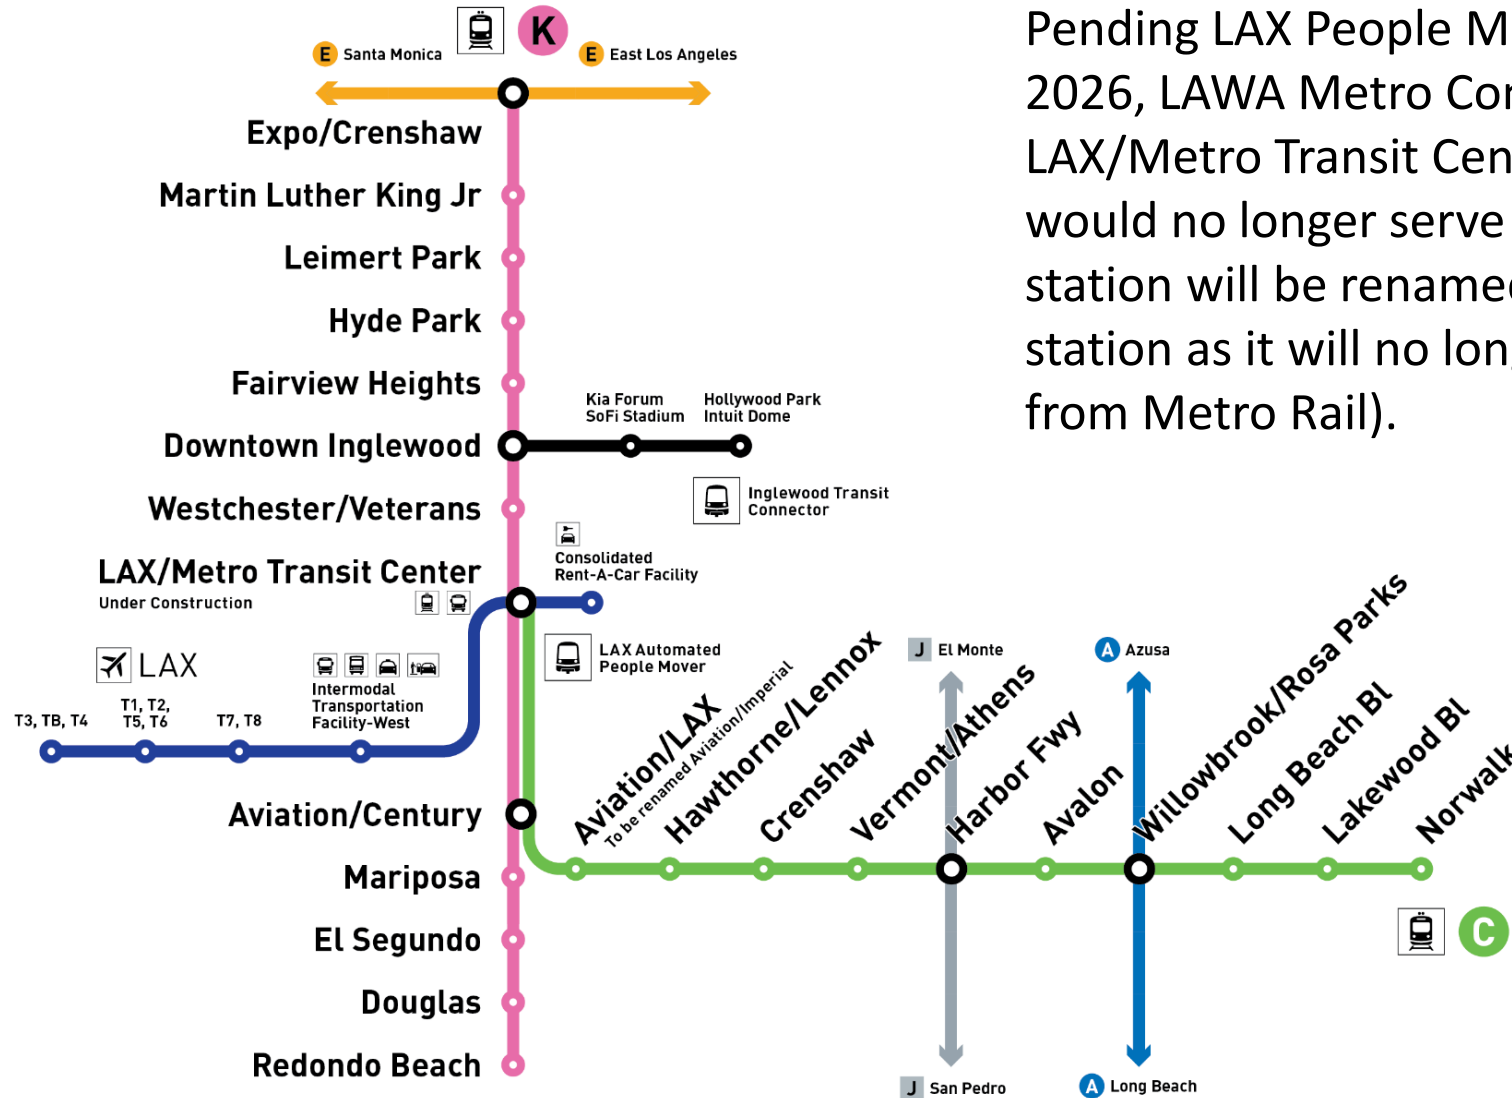 K
E Santa Monica
E East Los Angeles
Expo/Crenshaw
Martin Luther King Jr
Leimert Park
Hyde Park
Fairview Heights
Downtown Inglewood
Kia Forum
SoFi Stadium
Hollywood Park
Intuit Dome
Inglewood Transit
Connector
Westchester/Veterans
LAX/Metro Transit Center
Under Construction
Consolidated
Rent-A-Car Facility
LAX Automated
People Mover
LAX
T3, TB, T4
T1, T2,
T5, T6
T7, T8
Intermodal
Transportation
Facility-West
Aviation/Century
Mariposa
El Segundo
Douglas
Redondo Beach
Aviation/LAX
To be renamed Aviation/Imperial
Hawthorne/Lennox
Crenshaw
Vermont/Athens
Harbor Fwy
Avalon
Willowbrook/Rosa Parks
Long Beach Bl
Lakewood Bl
Norwalk
J El Monte
A Azusa
J San Pedro
A Long Beach
C
Pending LAX People M
2026, LAWA Metro Co
LAX/Metro Transit Cen
would no longer serve
station will be renamed
station as it will no lon
from Metro Rail).